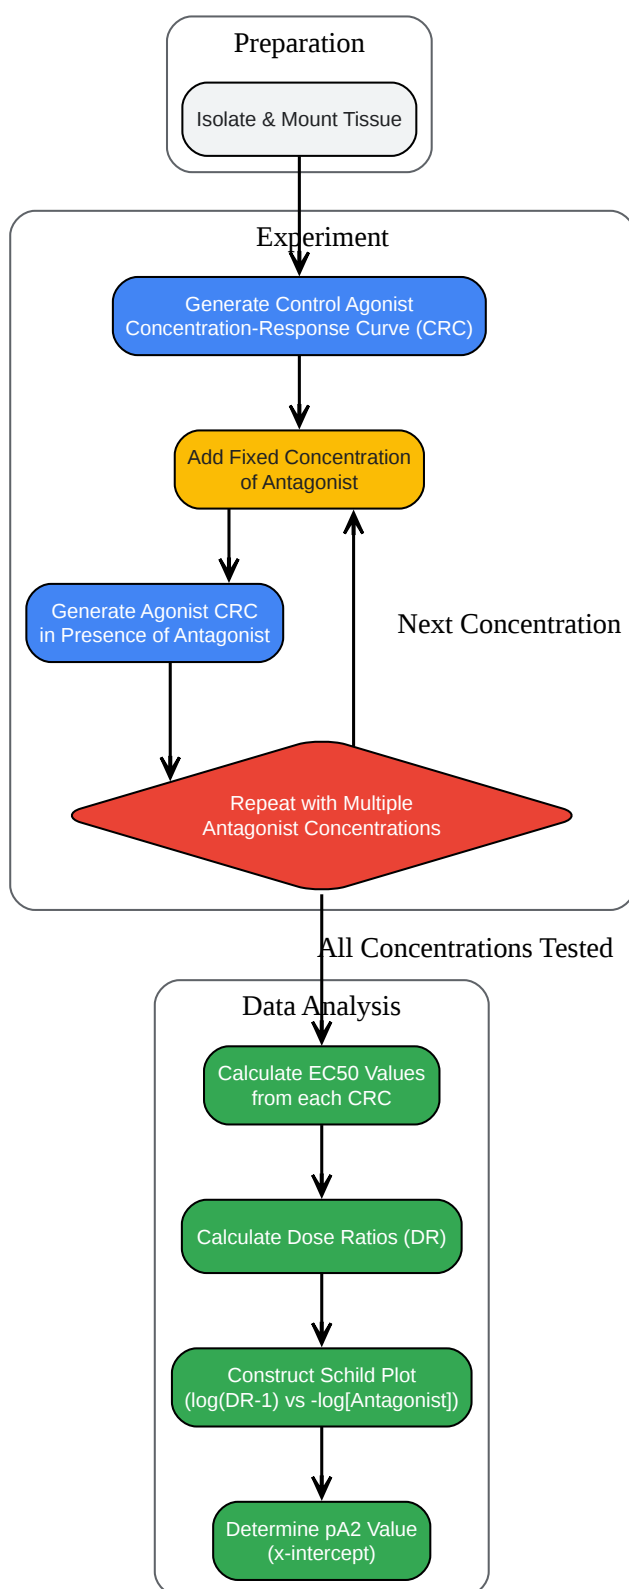 Preparation
Isolate & Mount Tissue
Experiment
Generate Control Agonist
Concentration-Response Curve (CRC)
Add Fixed Concentration
of Antagonist
Generate Agonist CRC
in Presence of Antagonist
Next Concentration
Repeat with Multiple
Antagonist Concentrations
All Concentrations Tested
Data Analysis
Calculate EC50 Values
from each CRC
Calculate Dose Ratios (DR)
Construct Schild Plot
(log(DR-1) vs -log[Antagonist])
Determine pA2 Value
(x-intercept)